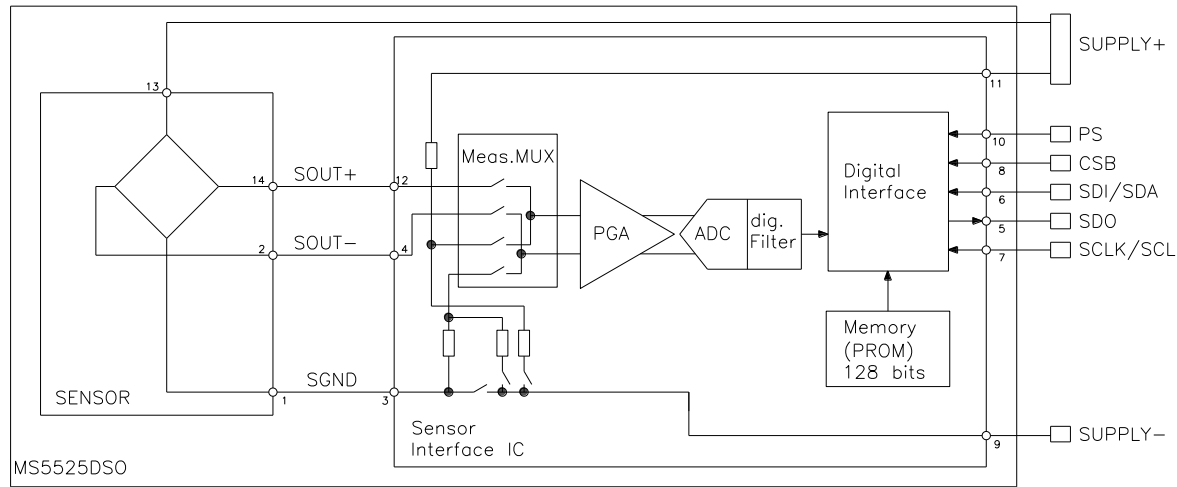 SUPPLY+
13
11
PS
10
Meas.MUX
Digital
Interface
CSB
8
14
SOUT+
12
SDI/SDA
6
PGA
ADC
dig.
Filter
SDO
5
2
SOUT-
4
SCLK/SCL
7
Memory
(PROM)
128 bits
SGND
1
3
SENSOR
Sensor
Interface IC
SUPPLY-
9
MS5525DSO